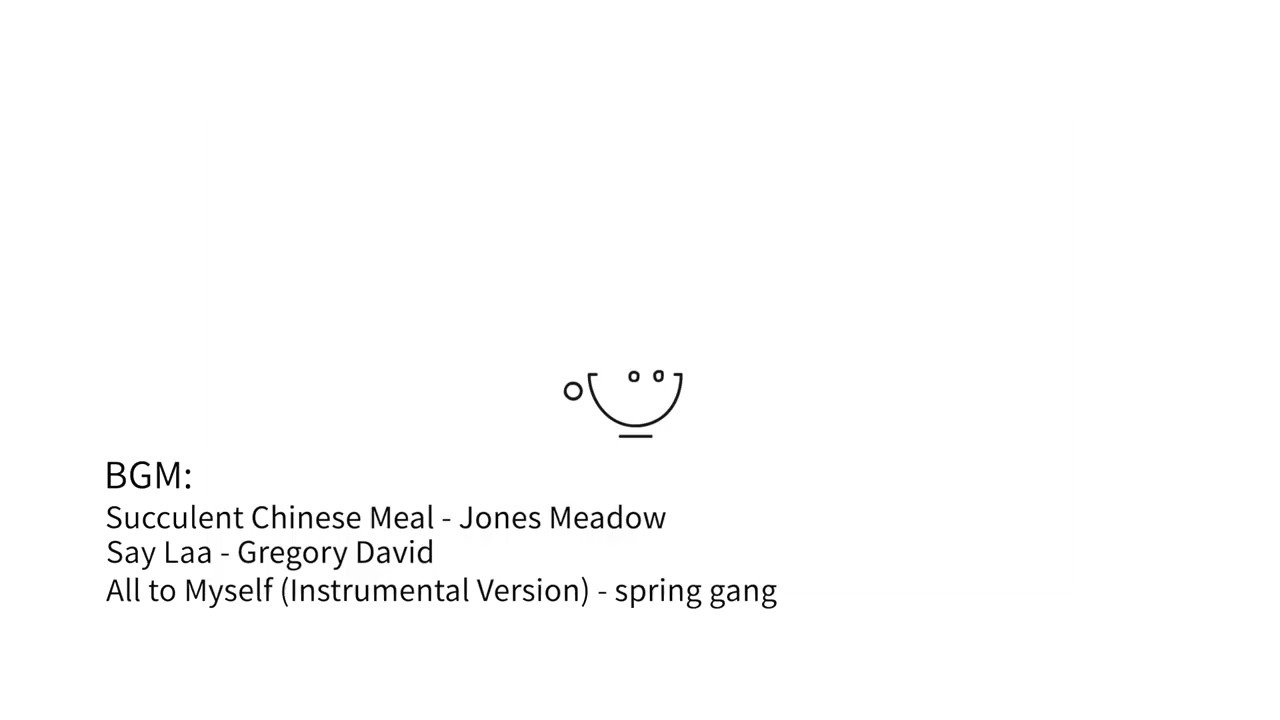 BGM:
Succulent Chinese Meal - Jones Meadow
Say Laa - Gregory David
All to Myself (Instrumental Version) - spring gang